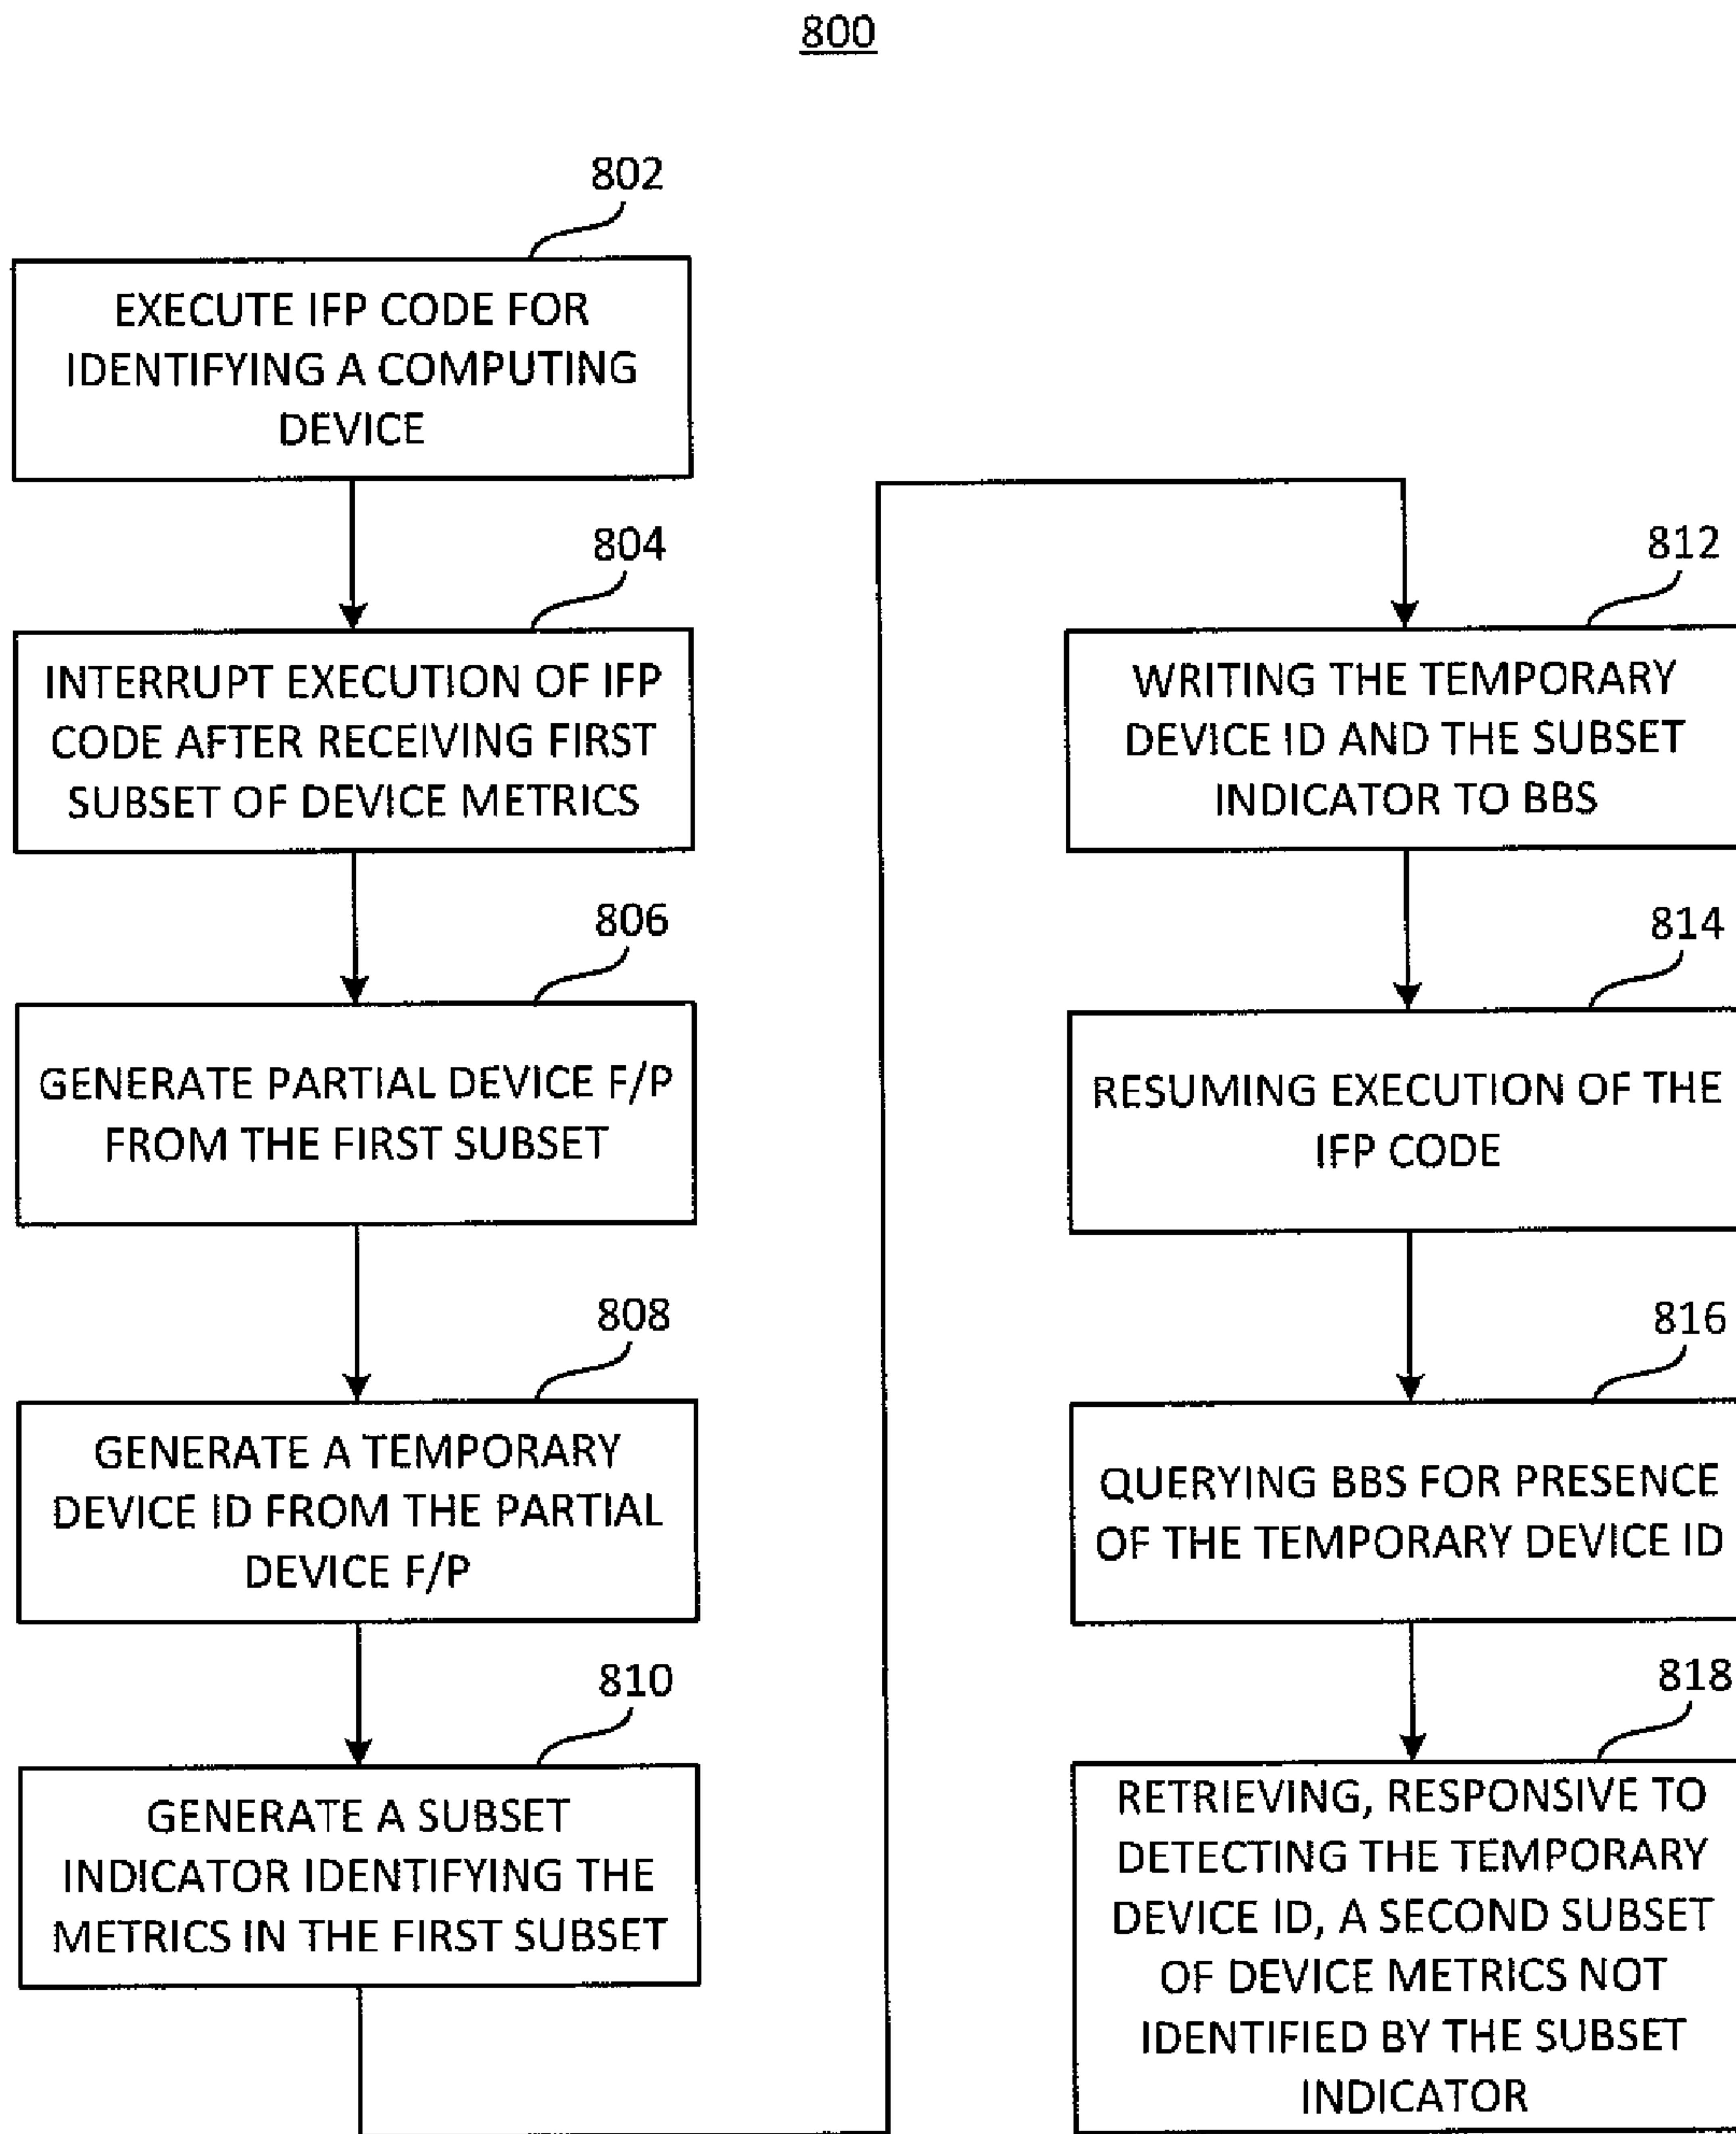 800
802
EXECUTE IFP CODE FOR
IDENTIFYING A COMPUTING
DEVICE
804
INTERRUPT EXECUTION OF IFP
CODE AFTER RECEIVING FIRST
SUBSET OF DEVICE METRICS
806
GENERATE PARTIAL DEVICE F/P
FROM THE FIRST SUBSET
808
GENERATE A TEMPORARY
DEVICE ID FROM THE PARTIAL
DEVICE F/P
810
GENERATE A SUBSET
INDICATOR IDENTIFYING THE
METRICS IN THE FIRST SUBSET
812
WRITING THE TEMPORARY
DEVICE ID AND THE SUBSET
INDICATOR TO BBS
814
RESUMING EXECUTION OF THE
IFP CODE
816
QUERYING BBS FOR PRESENCE
OF THE TEMPORARY DEVICE ID
818
RETRIEVING, RESPONSIVE TO
DETECTING THE TEMPORARY
DEVICE ID, A SECOND SUBSET
OF DEVICE METRICS NOT
IDENTIFIED BY THE SUBSET
INDICATOR